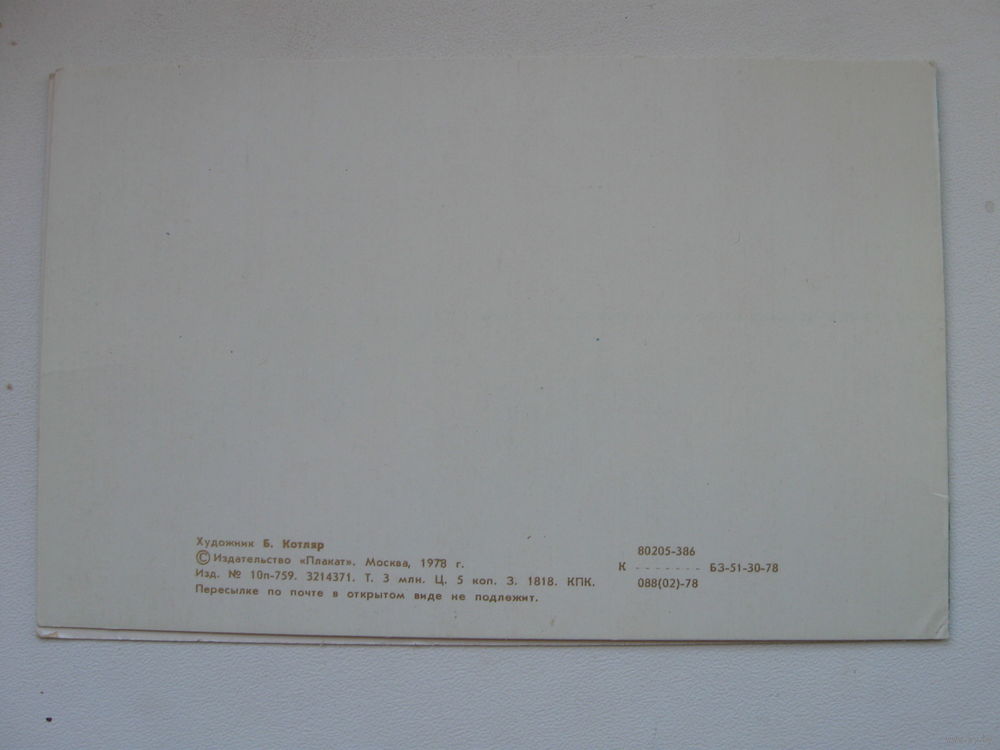 Художник Б. Котляр
© Издательство «Плакат». Москва, 1978 г.
Изд. № 10п-759. 3214371. Т. 3 млн. Ц. 5 коп. З. 1818. КПК.
Пересылке по почте в открытом виде не подлежит.
80205-386
К - - - - - - - БЗ-51-30-78
088(02)-78